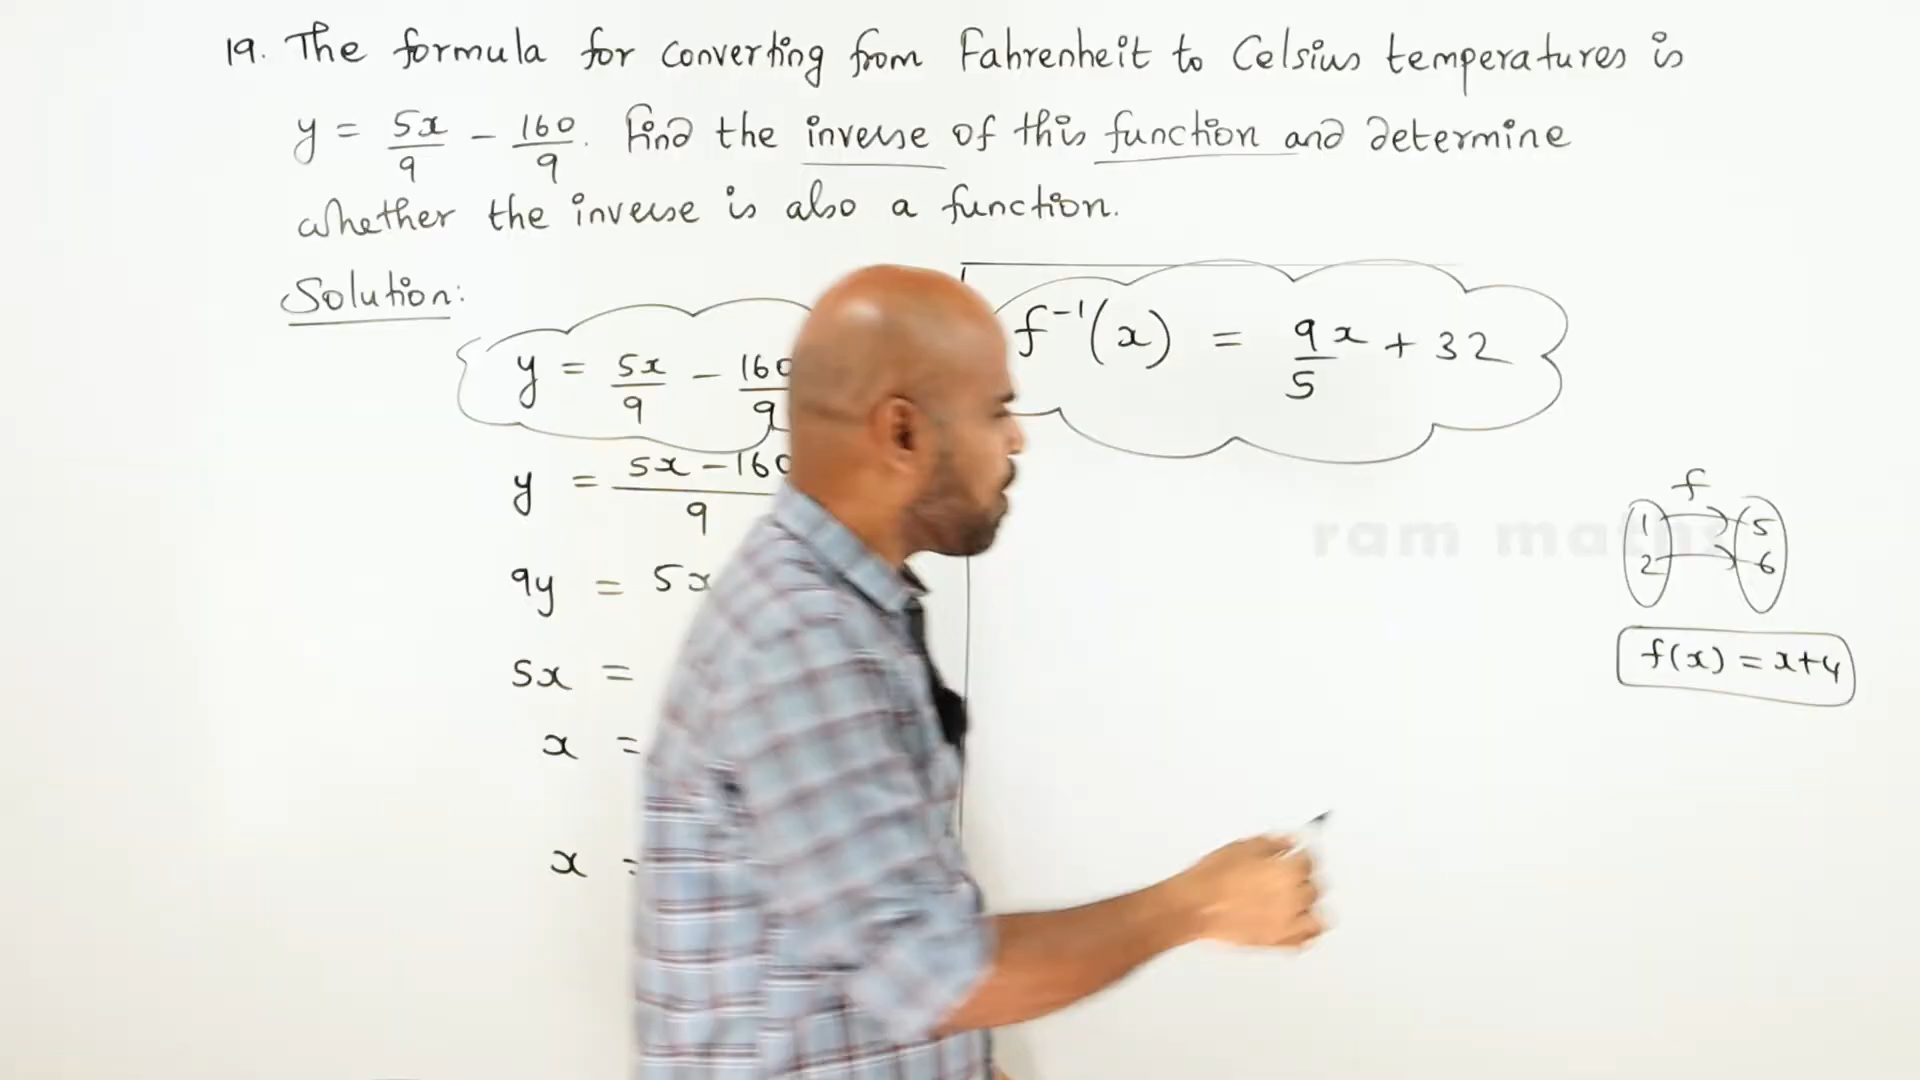 19. The formula for converting from Fahrenheit to Celsius temperatures is
y = 5x/9 - 160/9. Find the inverse of this function and determine
whether the inverse is also a function.
Solution:
y = 5x/9 - 160/9
y = 5x-160/9
9y = 5x
5x =
x =
x =
f⁻¹(x) = 9x/5 + 32
ram maths
f
1 5
2 6
f(x) = x+4